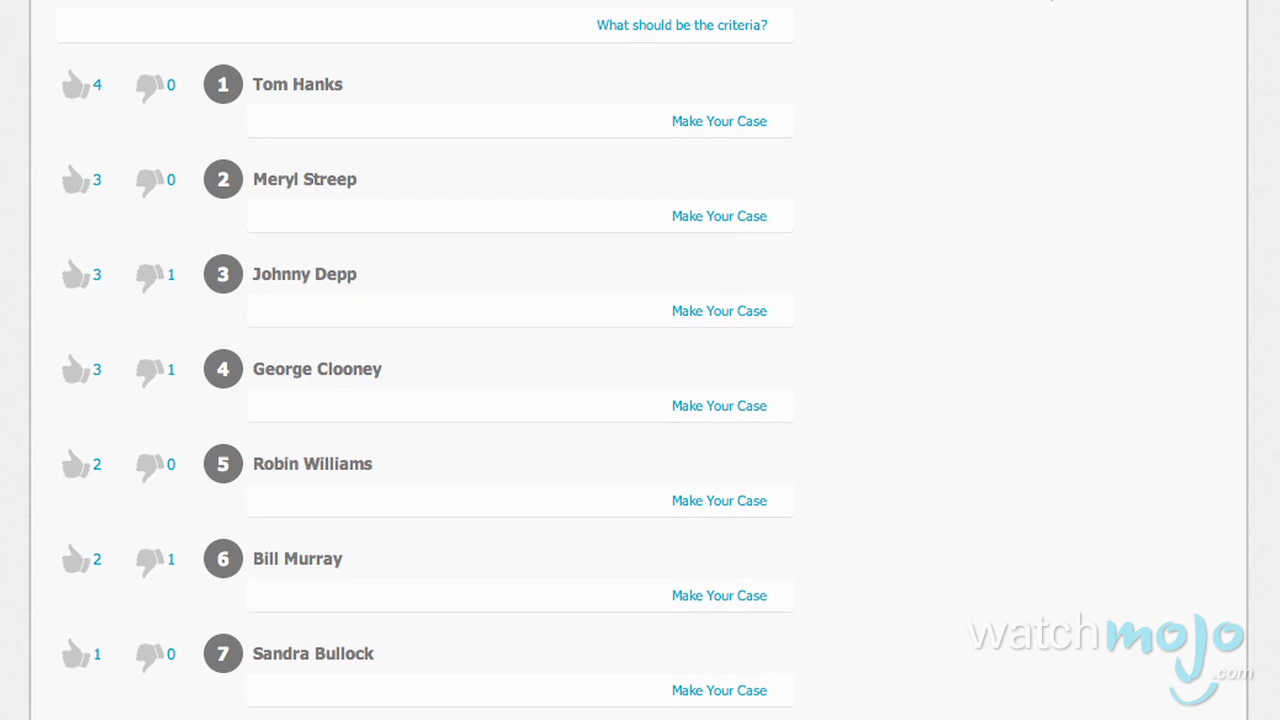 What should be the criteria?
4 0 1 Tom Hanks
Make Your Case
3 0 2 Meryl Streep
Make Your Case
3 1 3 Johnny Depp
Make Your Case
3 1 4 George Clooney
Make Your Case
2 0 5 Robin Williams
Make Your Case
2 1 6 Bill Murray
Make Your Case
1 0 7 Sandra Bullock
Make Your Case
watchmojo
.com